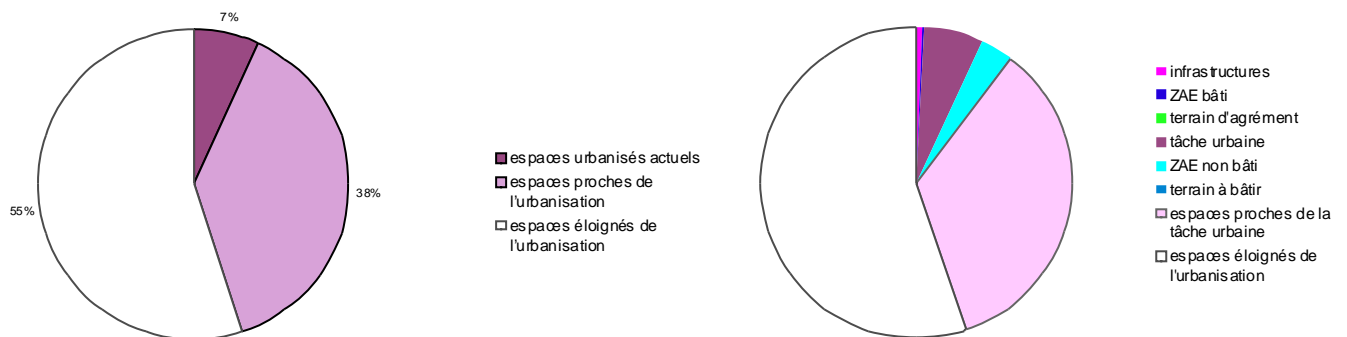 7%
38%
55%
espaces urbanisés actuels
espaces proches de
l'urbanisation
espaces éloignés de
l'urbanisation
infrastructures
ZAE bâti
terrain d'agrément
tâche urbaine
ZAE non bâti
terrain à bâtir
espaces proches de la
tâche urbaine
espaces éloignés de
l'urbanisation